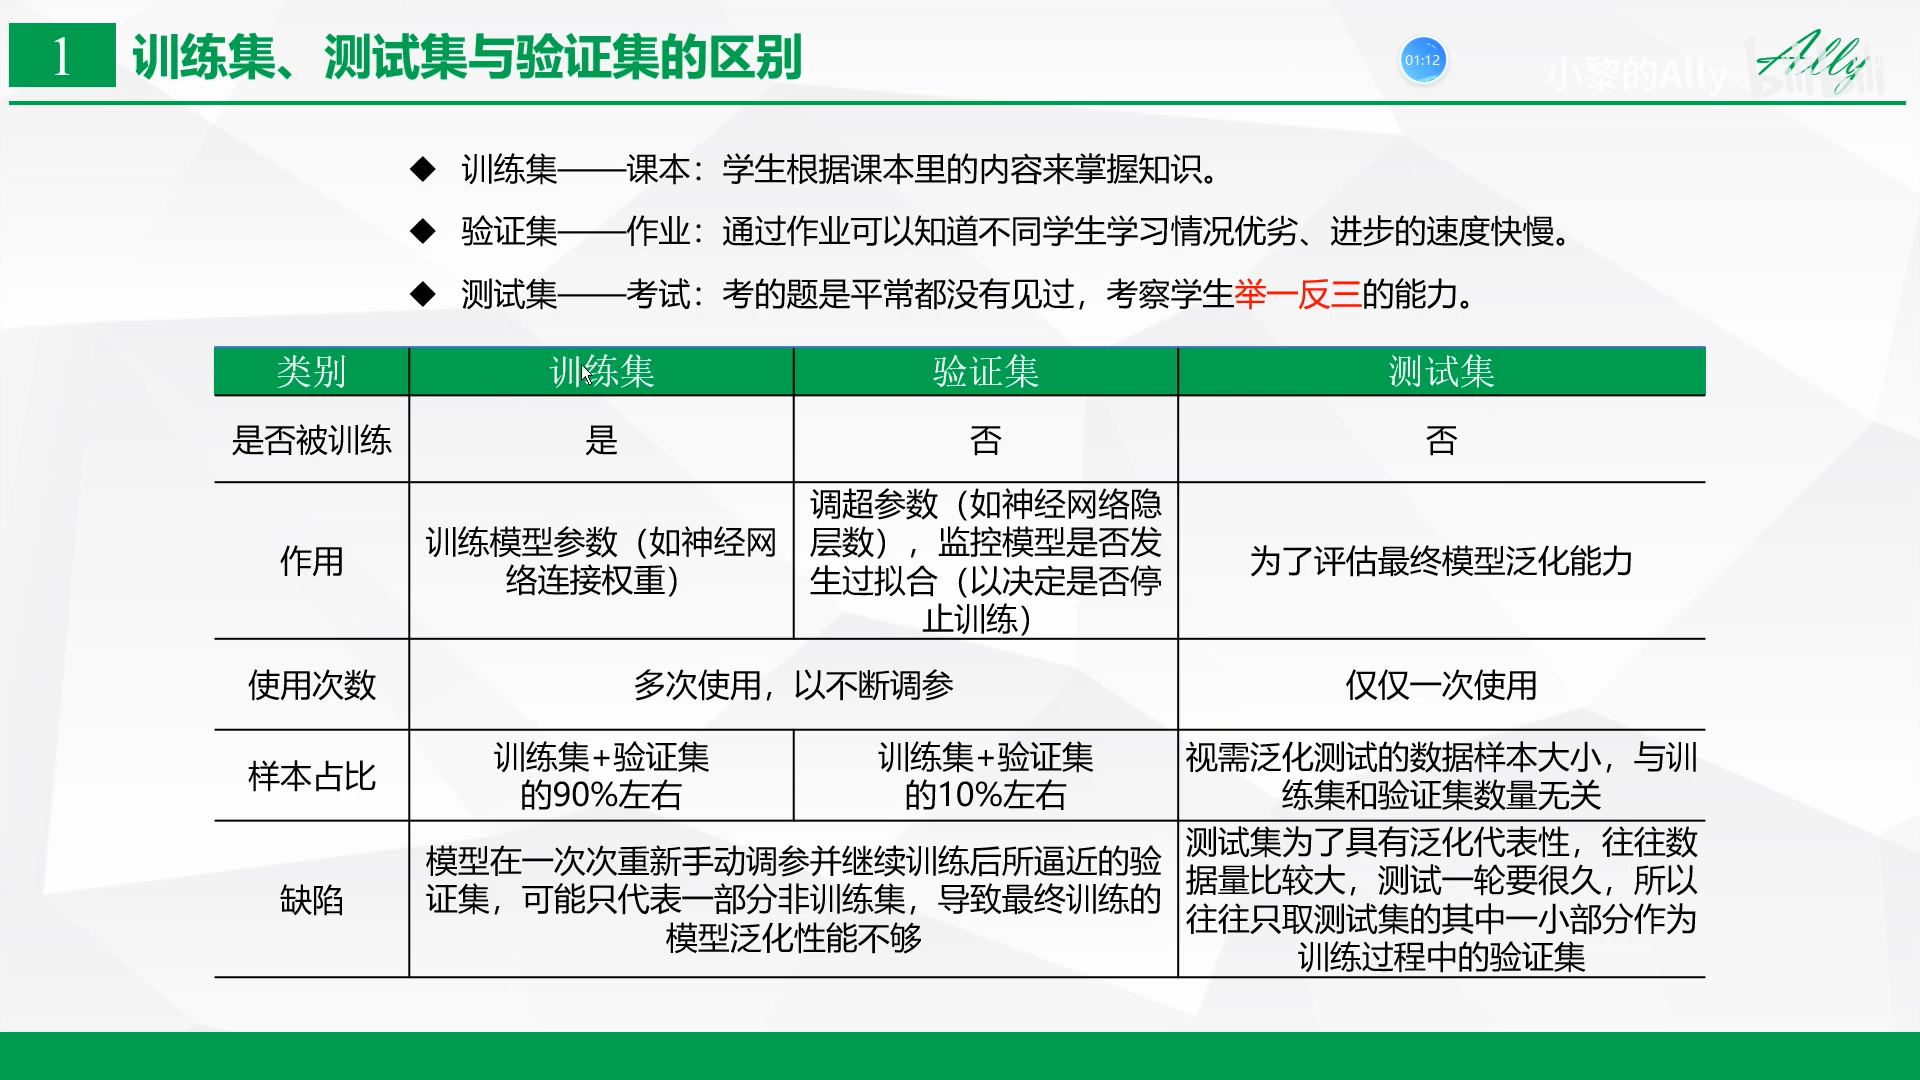 1
训练集、测试集与验证集的区别
01:12
小黎的Ally
Ally
◆ 训练集——课本：学生根据课本里的内容来掌握知识。
◆ 验证集——作业：通过作业可以知道不同学生学习情况优劣、进步的速度快慢。
◆ 测试集——考试：考的题是平常都没有见过，考察学生举一反三的能力。
类别
训练集
验证集
测试集
是否被训练
是
否
否
作用
训练模型参数（如神经网
络连接权重）
调超参数（如神经网络隐
层数），监控模型是否发
生过拟合（以决定是否停
止训练）
为了评估最终模型泛化能力
使用次数
多次使用，以不断调参
仅仅一次使用
样本占比
训练集+验证集
的90%左右
训练集+验证集
的10%左右
视需泛化测试的数据样本大小，与训
练集和验证集数量无关
缺陷
模型在一次次重新手动调参并继续训练后所逼近的验
证集，可能只代表一部分非训练集，导致最终训练的
模型泛化性能不够
测试集为了具有泛化代表性，往往数
据量比较大，测试一轮要很久，所以
往往只取测试集的其中一小部分作为
训练过程中的验证集